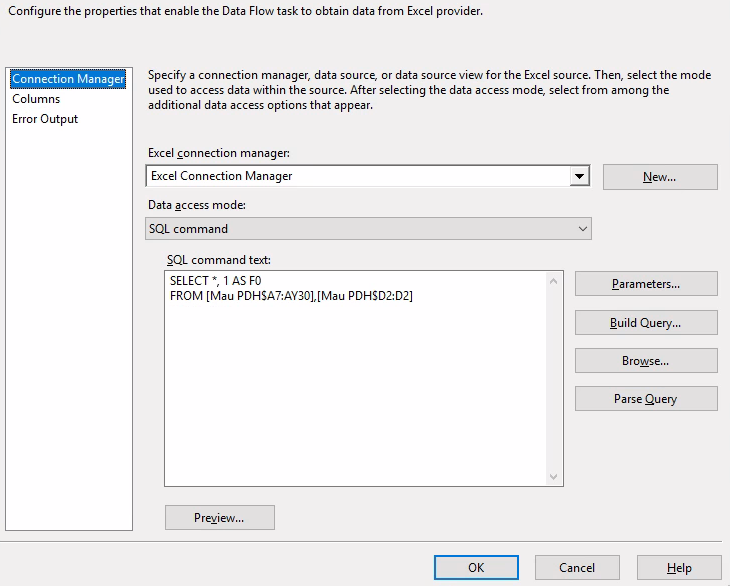 Configure the properties that enable the Data Flow task to obtain data from Excel provider.
Connection Manager
Columns
Error Output
Specify a connection manager, data source, or data source view for the Excel source. Then, select the mode
used to access data within the source. After selecting the data access mode, select from among the
additional data access options that appear.
Excel connection manager:
Excel Connection Manager
New...
Data access mode:
SQL command
SQL command text:
SELECT *, 1 AS F0
FROM [Mau PDH$A7:AY30],[Mau PDH$D2:D2]
Parameters...
Build Query...
Browse...
Parse Query
Preview...
OK
Cancel
Help